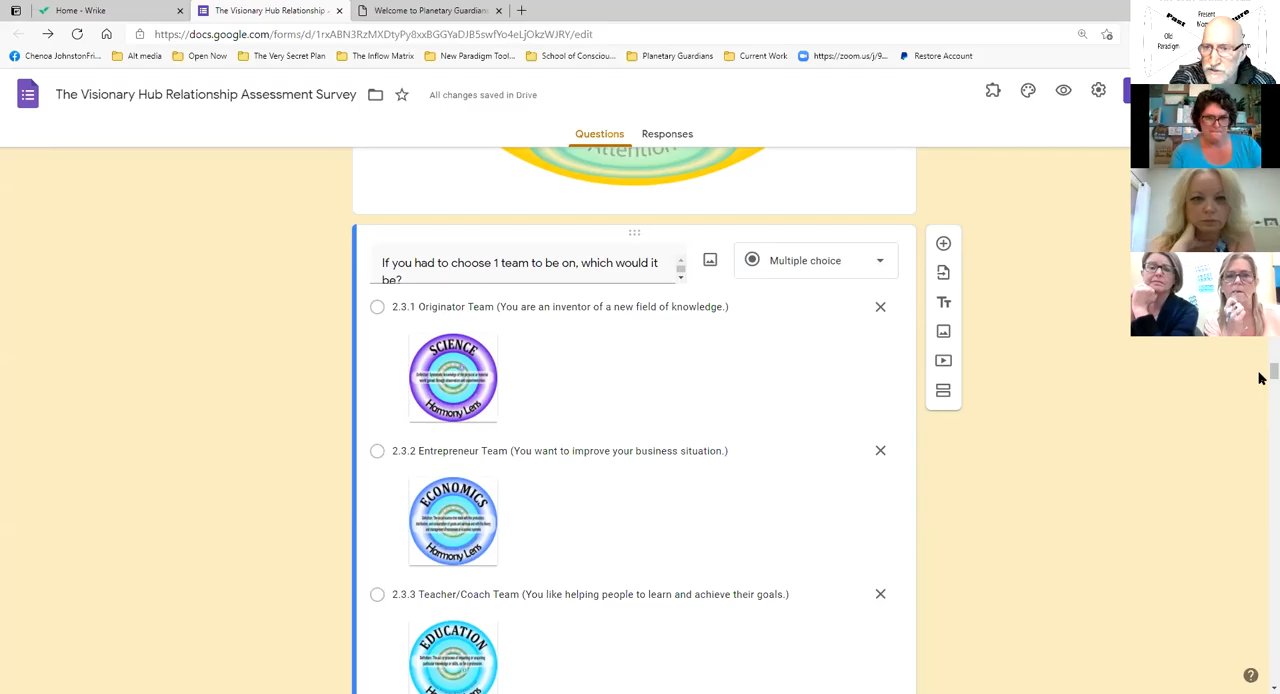 Home - Wrike
The Visionary Hub Relationship A
Welcome to Planetary Guardians
https://docs.google.com/forms/d/1rxABN3RzMXDtyPy8xxBGGYaDJB5swfYo4eLjOkzWJRY/edit
Chenoa JohnstonFri...
Alt media
Open Now
The Very Secret Plan
The Inflow Matrix
New Paradigm Tool...
School of Consciou...
Planetary Guardians
Current Work
https://zoom.us/j/9...
Restore Account
Past
Present
Old
Paradigm
The Visionary Hub Relationship Assessment Survey
All changes saved in Drive
Questions
Responses
Attention
If you had to choose 1 team to be on, which would it
be?
Multiple choice
2.3.1 Originator Team (You are an inventor of a new field of knowledge.)
SCIENCE
Harmony Lens
2.3.2 Entrepreneur Team (You want to improve your business situation.)
ECONOMICS
Harmony Lens
2.3.3 Teacher/Coach Team (You like helping people to learn and achieve their goals.)
EDUCATION